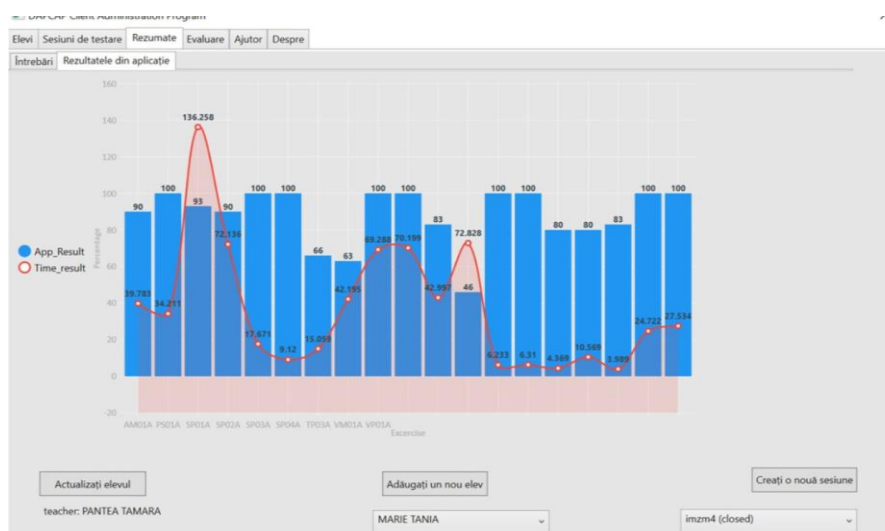 DAPCAP Client Administration Program
Elevi Sesiuni de testare Rezumate Evaluare Ajutor Despre
Întrebări Rezultatele din aplicație
160
140
136.258
120
100
100 100 100 100 100 100 100 100 100
90 93 90 83 80 80 83
80
72.136 69.288 70.199 72.828
66 63
60
Percentage
App_Result
Time_result
46
39.783 34.211 42.195 42.997
40
17.671 9.12 15.059 6.233 6.31 4.369 10.569 3.989 24.722 27.534
20
0
-20
AM01A PS01A SP01A SP02A SP03A SP04A TP03A VM01A VP01A
Excercise
Actualizați elevul Adăugați un nou elev Creați o nouă sesiune
teacher: PANTEA TAMARA MARIE TANIA imzm4 (closed)